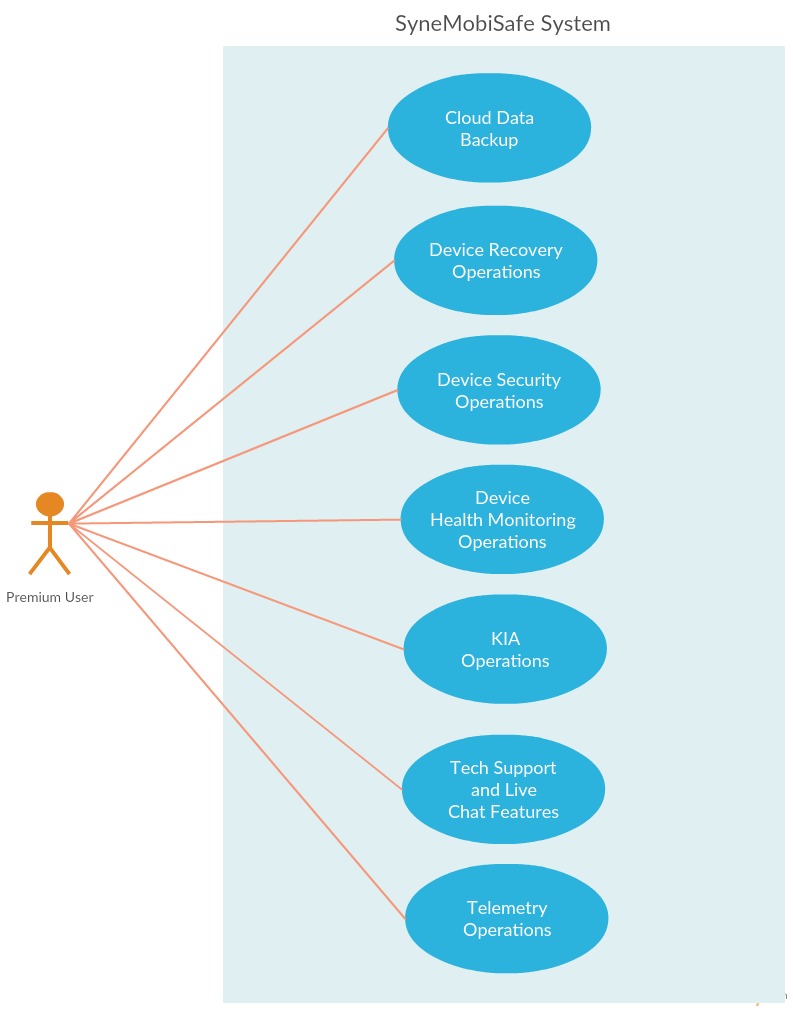 SyneMobiSafe System
Cloud Data
Backup
Device Recovery
Operations
Device Security
Operations
Device
Health Monitoring
Operations
Premium User
KIA
Operations
Tech Support
and Live
Chat Features
Telemetry
Operations